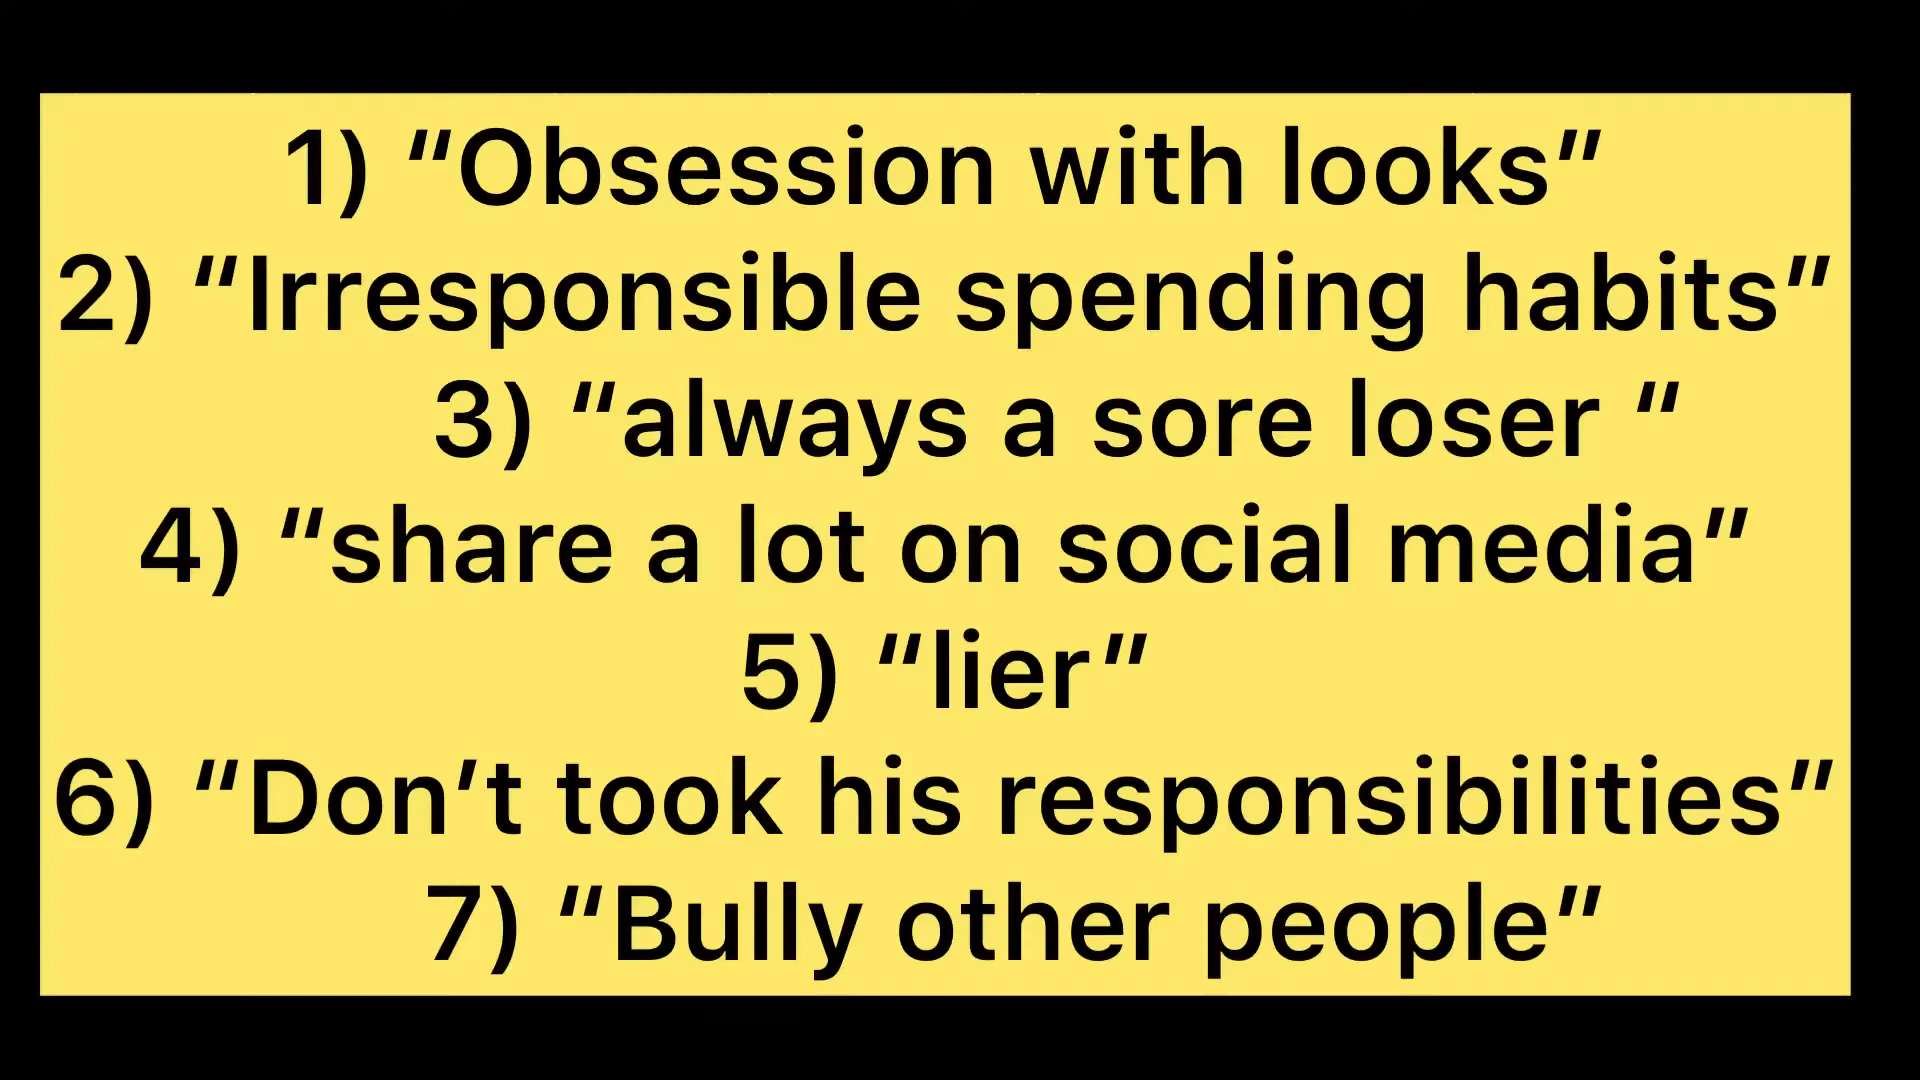 1) “Obsession with looks”
2) “Irresponsible spending habits”
3) “always a sore loser “
4) “share a lot on social media”
5) “lier”
6) “Don’t took his responsibilities”
7) “Bully other people”